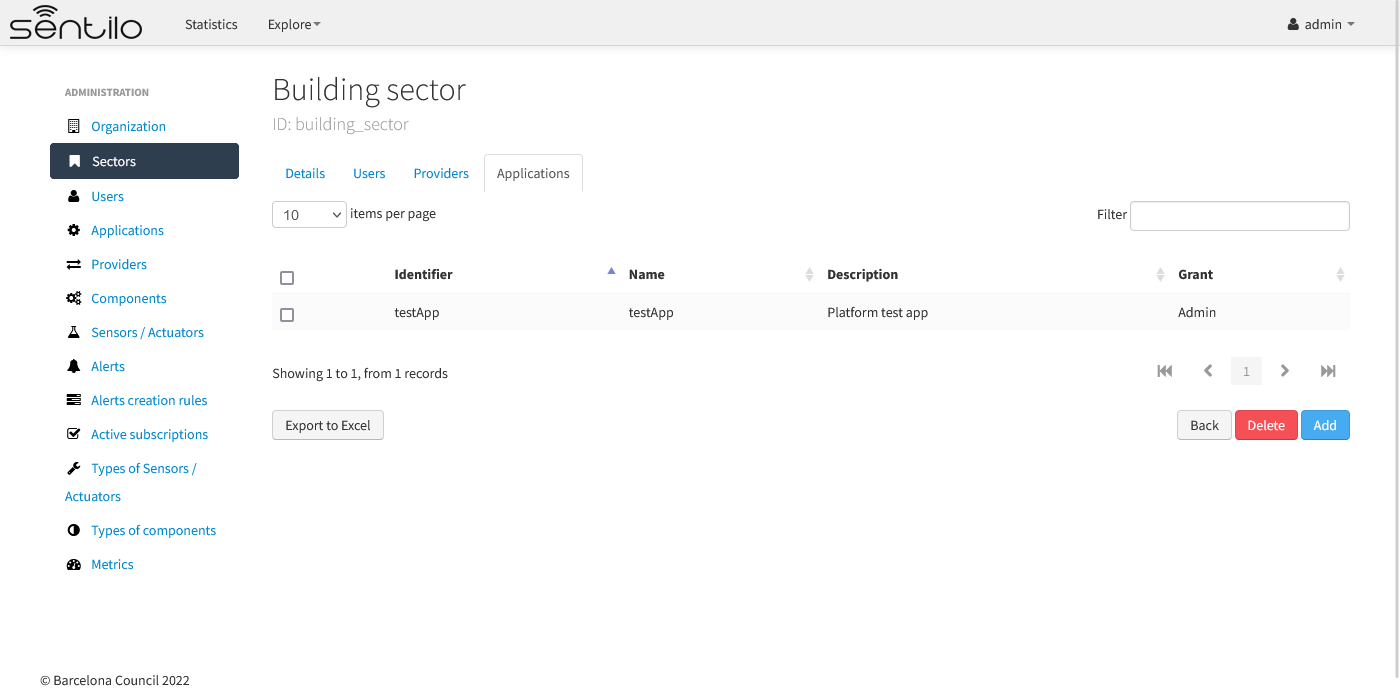 sentilo Statistics Explore admin
ADMINISTRATION
Organization
Sectors
Users
Applications
Providers
Components
Sensors / Actuators
Alerts
Alerts creation rules
Active subscriptions
Types of Sensors /
Actuators
Types of components
Metrics
Building sector
ID: building_sector
Details Users Providers Applications
10 items per page Filter
Identifier Name Description Grant
testApp testApp Platform test app Admin
Showing 1 to 1, from 1 records 1
Export to Excel Back Delete Add
© Barcelona Council 2022